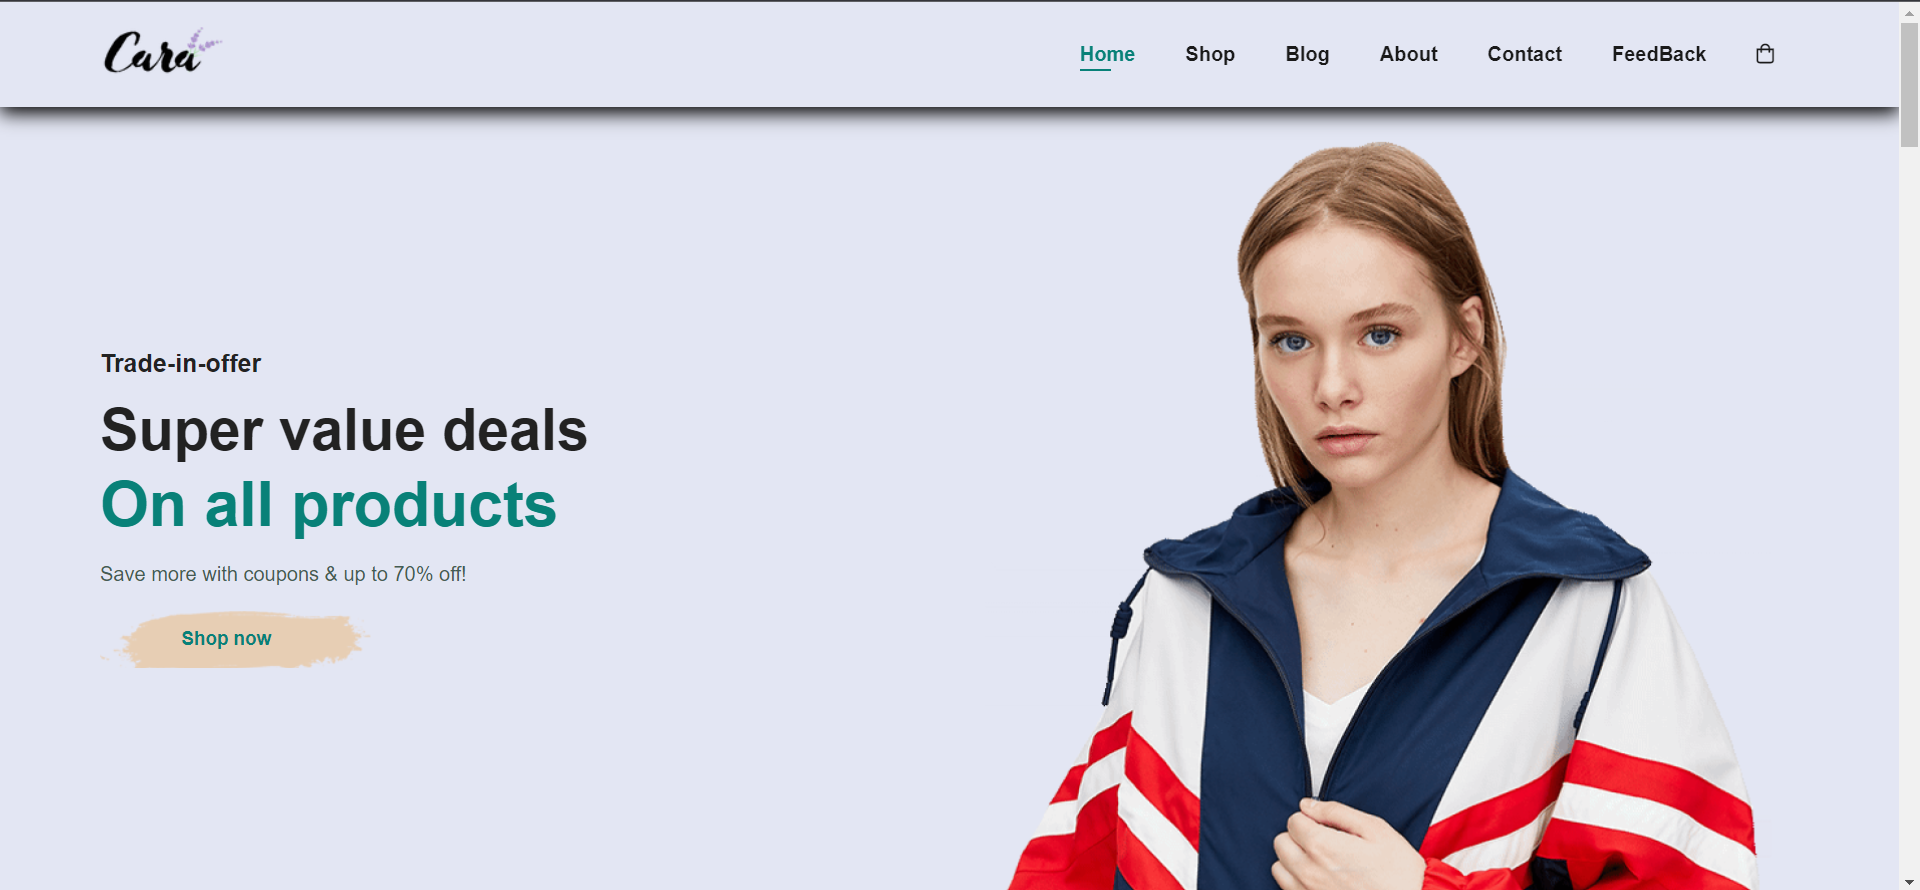 Cara
Home Shop Blog About Contact FeedBack
Trade-in-offer
Super value deals
On all products
Save more with coupons & up to 70% off!
Shop now